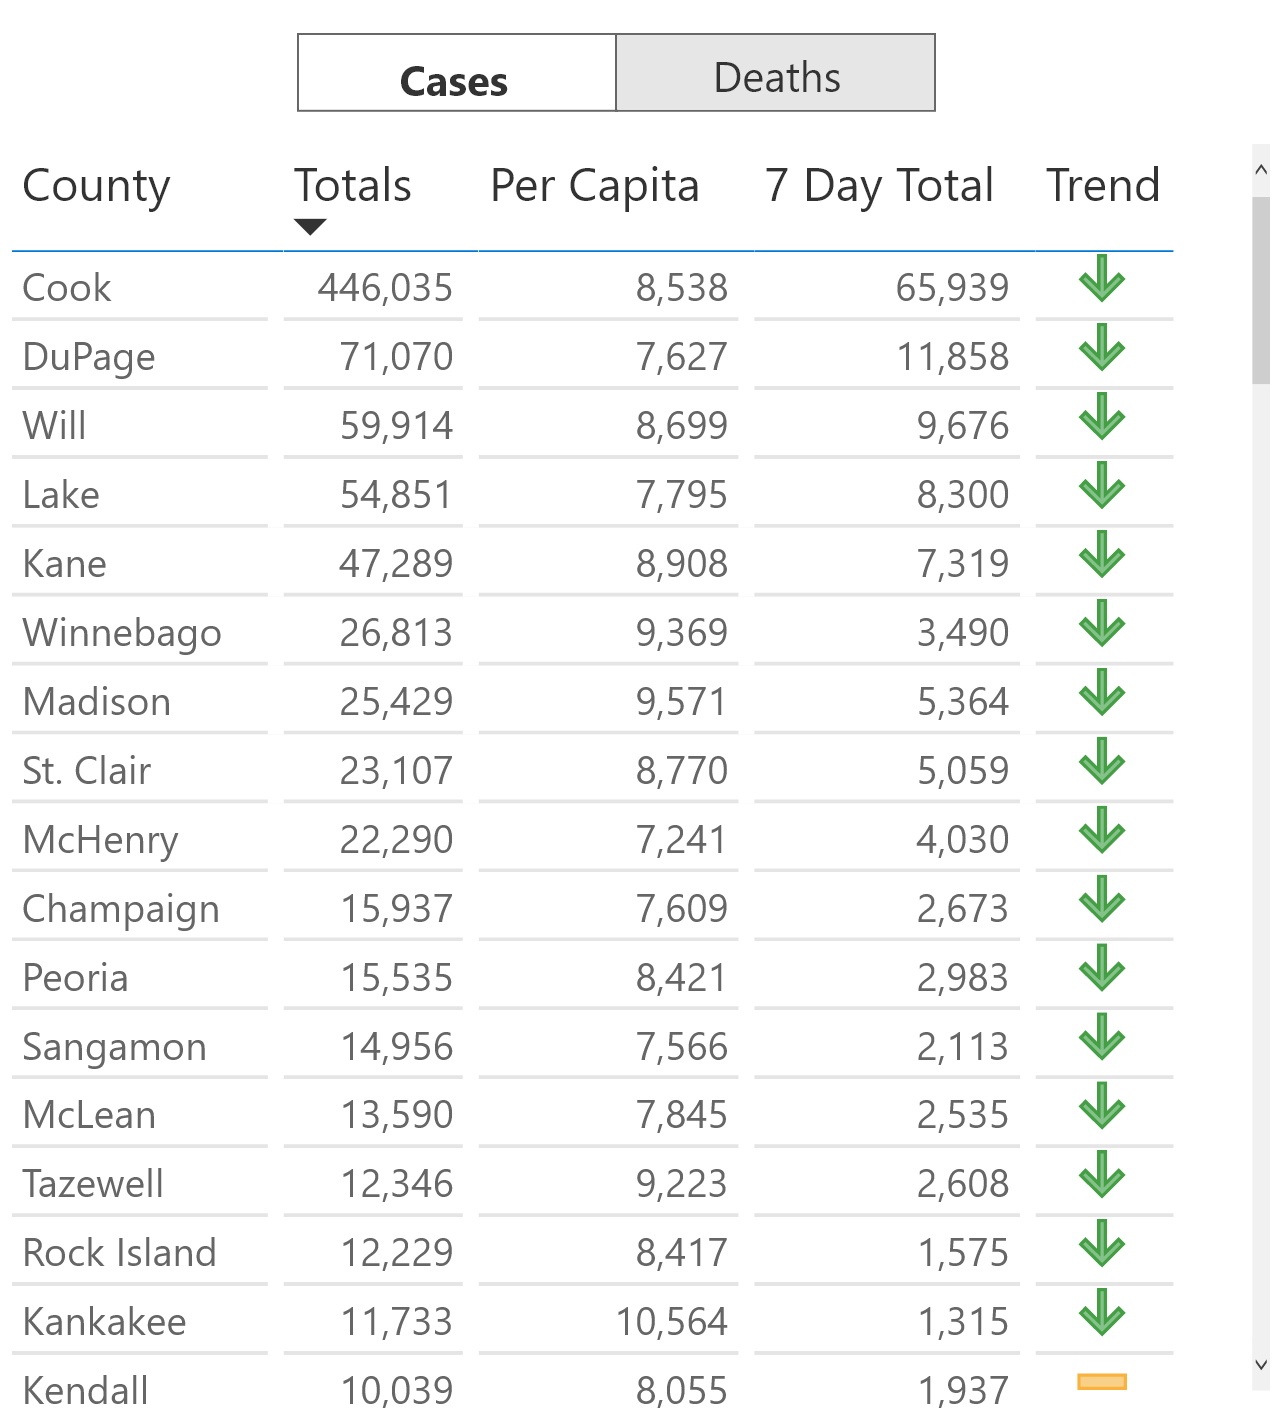 Cases Deaths
County Totals Per Capita 7 Day Total Trend
Cook 446,035 8,538 65,939
DuPage 71,070 7,627 11,858
Will 59,914 8,699 9,676
Lake 54,851 7,795 8,300
Kane 47,289 8,908 7,319
Winnebago 26,813 9,369 3,490
Madison 25,429 9,571 5,364
St. Clair 23,107 8,770 5,059
McHenry 22,290 7,241 4,030
Champaign 15,937 7,609 2,673
Peoria 15,535 8,421 2,983
Sangamon 14,956 7,566 2,113
McLean 13,590 7,845 2,535
Tazewell 12,346 9,223 2,608
Rock Island 12,229 8,417 1,575
Kankakee 11,733 10,564 1,315
Kendall 10,039 8,055 1,937